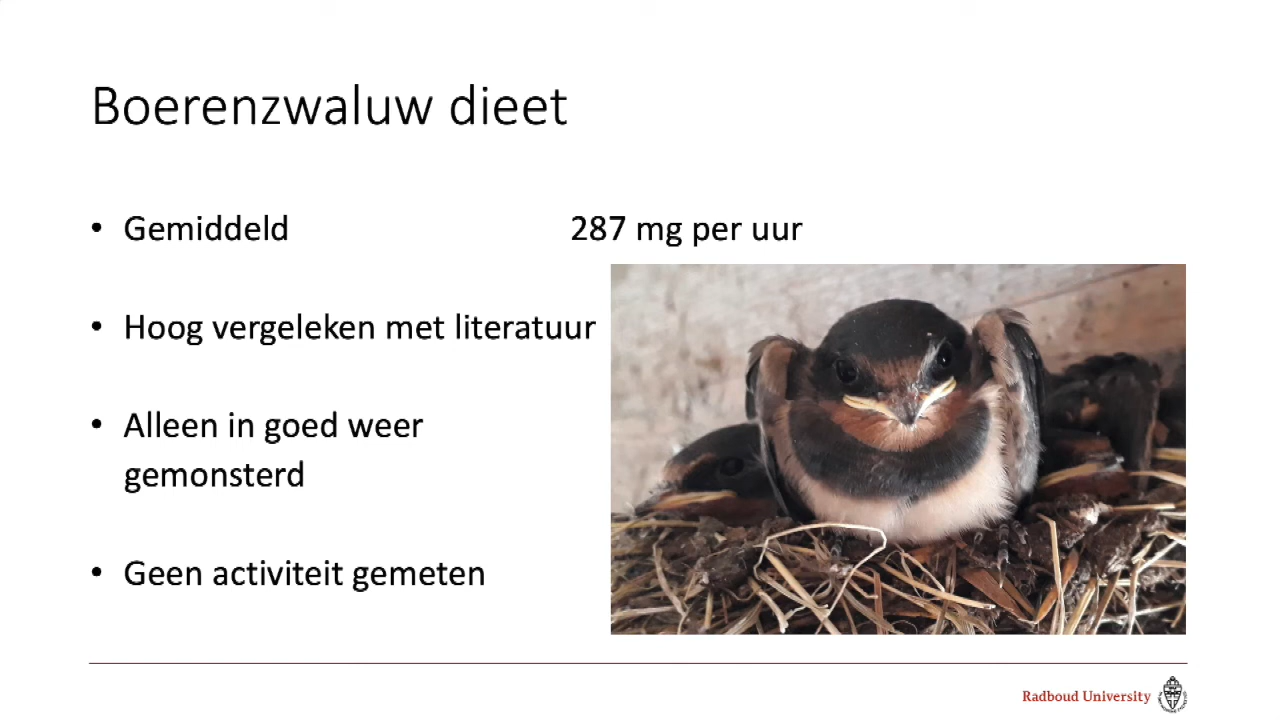 Boerenzwaluw dieet
• Gemiddeld 287 mg per uur
• Hoog vergeleken met literatuur
• Alleen in goed weer
gemonsterd
• Geen activiteit gemeten
Radboud University